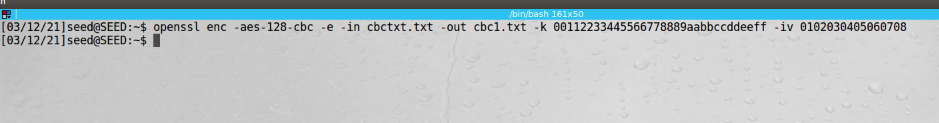 /bin/bash 161x50
[03/12/21]seed@SEED:~$ openssl enc -aes-128-cbc -e -in cbctxt.txt -out cbc1.txt -k 00112233445566778889aabbccddeeff -iv 0102030405060708
[03/12/21]seed@SEED:~$